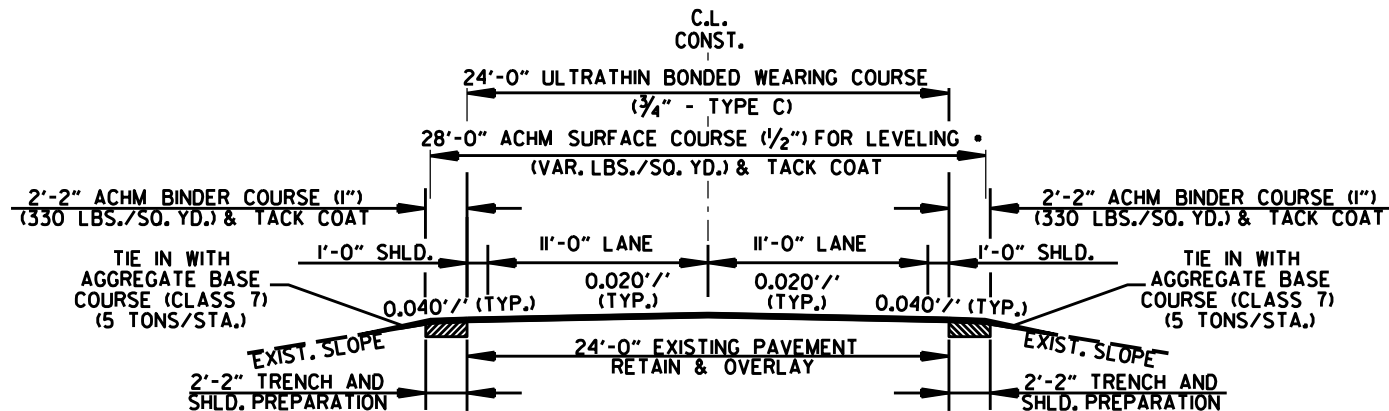 C.L.
CONST.
24'-0" ULTRATHIN BONDED WEARING COURSE
(3/4" - TYPE C)
28'-0" ACHM SURFACE COURSE (1/2") FOR LEVELING *
(VAR. LBS./SQ. YD.) & TACK COAT
2'-2" ACHM BINDER COURSE (1")
(330 LBS./SQ. YD.) & TACK COAT
2'-2" ACHM BINDER COURSE (1")
(330 LBS./SQ. YD.) & TACK COAT
TIE IN WITH
AGGREGATE BASE
COURSE (CLASS 7)
(5 TONS/STA.)
1'-0" SHLD.
11'-0" LANE
11'-0" LANE
1'-0" SHLD.
TIE IN WITH
AGGREGATE BASE
COURSE (CLASS 7)
(5 TONS/STA.)
0.040'/' (TYP.)
0.020'/'
(TYP.)
0.020'/'
(TYP.)
0.040'/' (TYP.)
EXIST. SLOPE
24'-0" EXISTING PAVEMENT
RETAIN & OVERLAY
EXIST. SLOPE
2'-2" TRENCH AND
SHLD. PREPARATION
2'-2" TRENCH AND
SHLD. PREPARATION